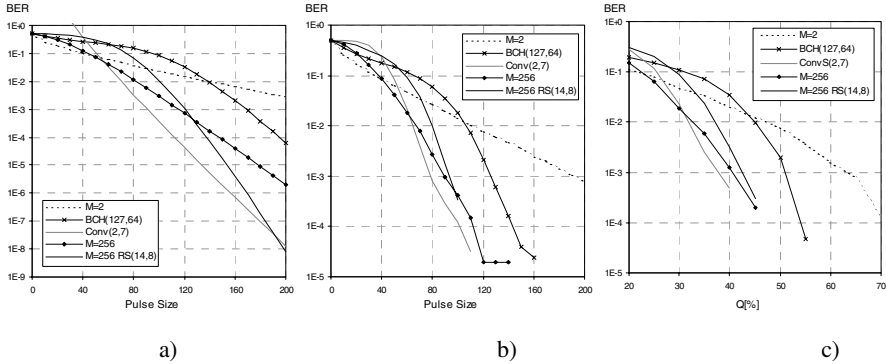 BER
1E+0
1E-1
1E-2
1E-3
1E-4
1E-5
1E-6
1E-7
1E-8
1E-9
M=2
BCH(127,64)
Conv(2,7)
M=256
M=256 RS(14,8)
0 40 80 120 160 200
Pulse Size
a)
BER
1E+0
1E-1
1E-2
1E-3
1E-4
1E-5
M=2
BCH(127,64)
Conv(2,7)
M=256
M=256 RS(14,8)
0 40 80 120 160 200
Pulse Size
b)
BER
1E+0
1E-1
1E-2
1E-3
1E-4
1E-5
M=2
BCH(127,64)
ConvS(2,7)
M=256
M=256 RS(14,8)
20 30 40 50 60 70
Q[%]
c)